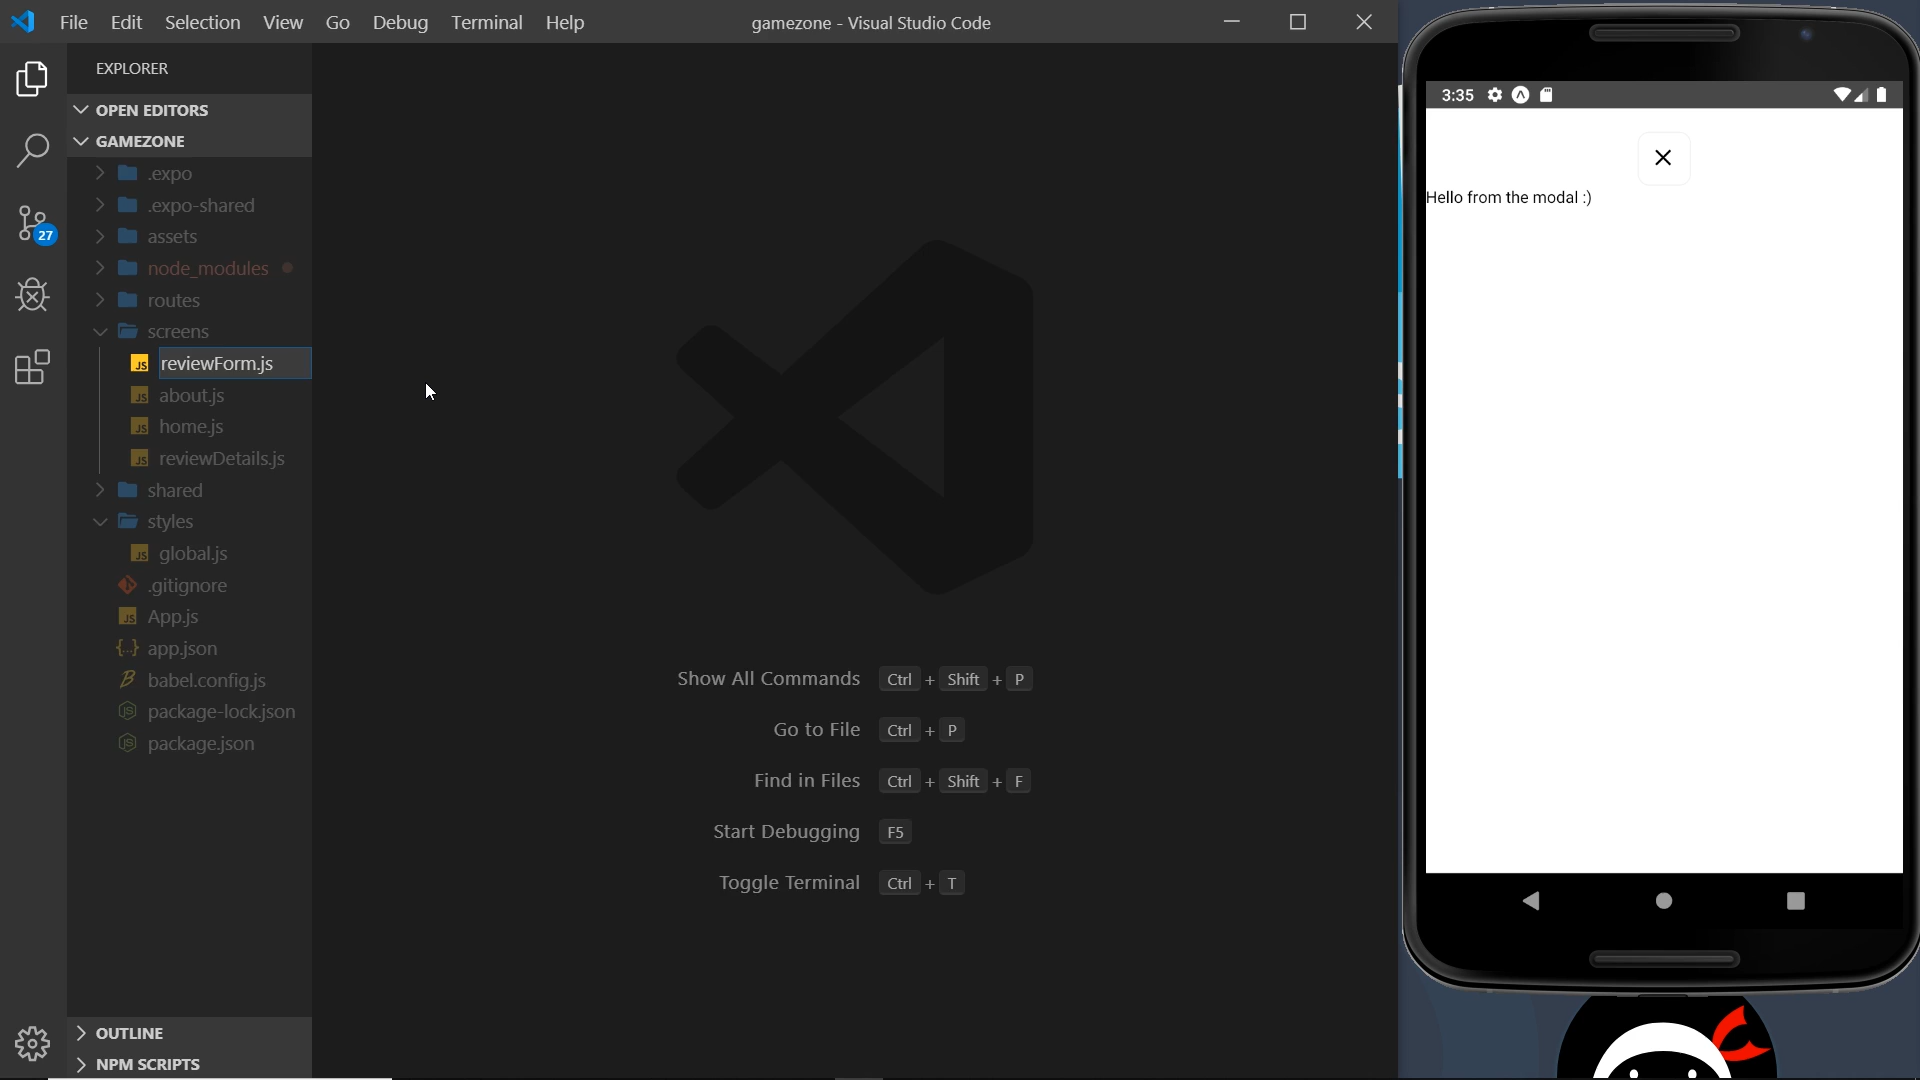 File Edit Selection View Go Debug Terminal Help
gamezone - Visual Studio Code
EXPLORER
OPEN EDITORS
GAMEZONE
.expo
.expo-shared
assets
node_modules
routes
screens
reviewForm.js
about.js
home.js
reviewDetails.js
shared
styles
global.js
.gitignore
App.js
app.json
babel.config.js
package-lock.json
package.json
OUTLINE
NPM SCRIPTS
27
Show All Commands Ctrl + Shift + P
Go to File Ctrl + P
Find in Files Ctrl + Shift + F
Start Debugging F5
Toggle Terminal Ctrl + T
3:35
Hello from the modal :)